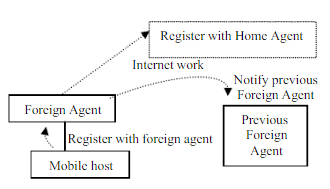 Register with Home Agent
Internet work
Notify previous
Foreign Agent
Foreign Agent
Previous
Foreign
Agent
Register with foreign agent
Mobile host